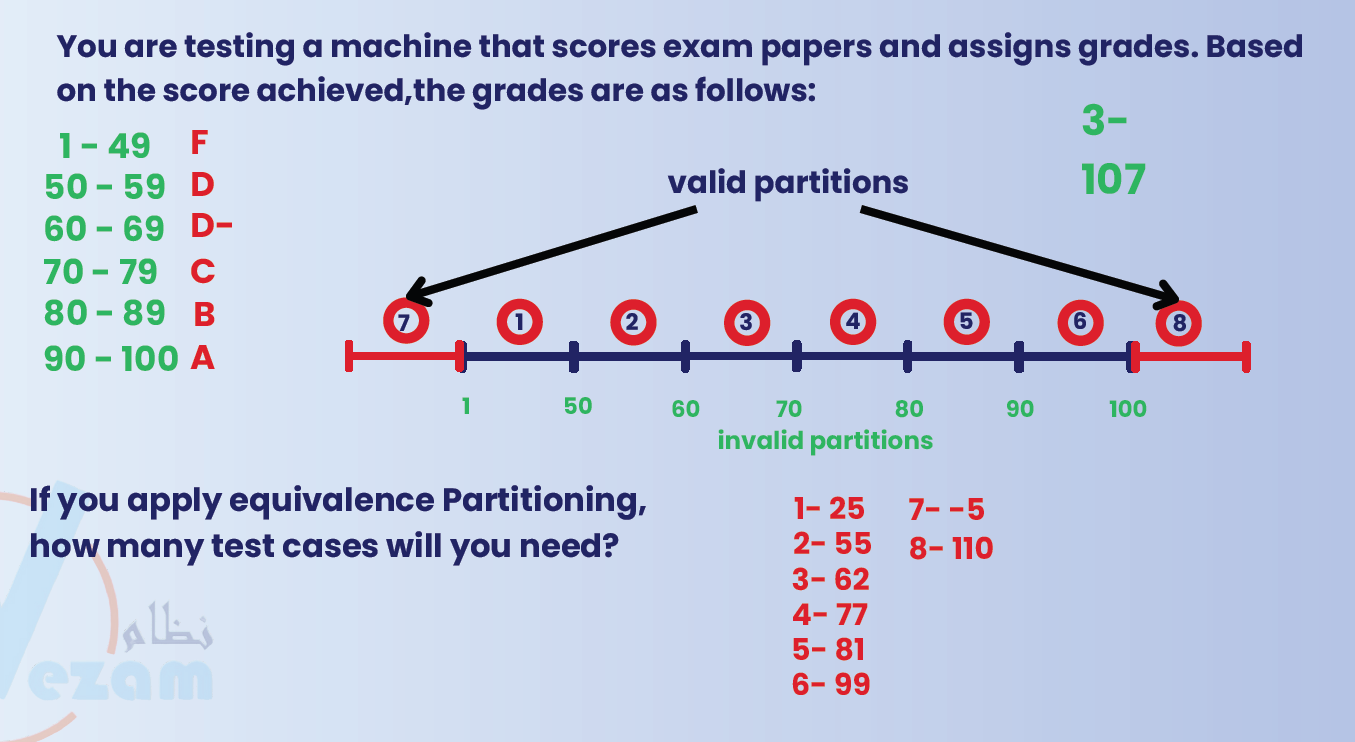 You are testing a machine that scores exam papers and assigns grades. Based
on the score achieved,the grades are as follows:
3-
107
1 - 49 F
50 - 59 D
60 - 69 D-
70 - 79 C
80 - 89 B
90 - 100 A
valid partitions
7 1 2 3 4 5 6 8
1 50 60 70 80 90 100
invalid partitions
If you apply equivalence Partitioning,
how many test cases will you need?
1- 25 7- -5
2- 55 8- 110
3- 62
4- 77
5- 81
6- 99
نظام
Vezam